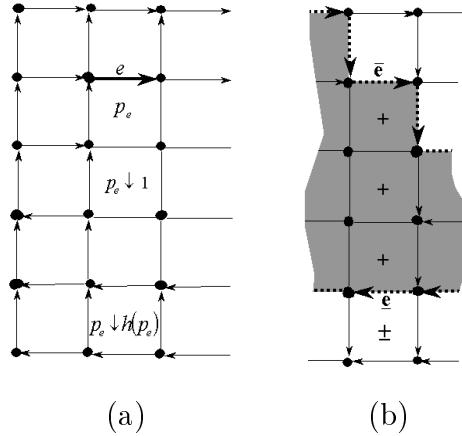 e
p_e
p_e ↓ 1
p_e ↓ h(p_e)
(a)
e̅
+
+
+
e̲
±
(b)